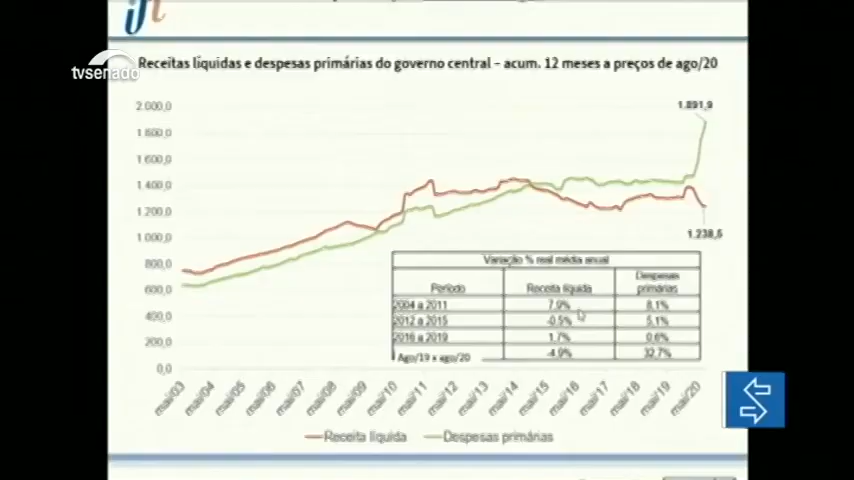 tvsenado
Receitas líquidas e despesas primárias do governo central – acum. 12 meses a preços de ago/20
2.000,0
1.800,0
1.600,0
1.400,0
1.200,0
1.000,0
800,0
600,0
400,0
200,0
0,0
1.891,9
1.238,5
Variação % real média anual
Período Receita líquida Despesas primárias
2004 a 2011 7,0% 8,1%
2012 a 2015 -0,5% 5,1%
2016 a 2019 1,7% 0,6%
Ago/19 x ago/20 -4,9% 32,7%
mai/03 mai/04 mai/05 mai/06 mai/07 mai/08 mai/09 mai/10 mai/11 mai/12 mai/13 mai/14 mai/15 mai/16 mai/17 mai/18 mai/19 mai/20
Receita líquida Despesas primárias